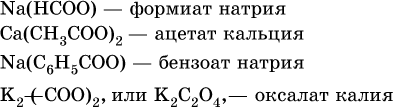 Na(HCOO) — формиат натрия
Ca(CH₃COO)₂ — ацетат кальция
Na(C₆H₅COO) — бензоат натрия
K₂(–COO)₂, или K₂C₂O₄,— оксалат калия